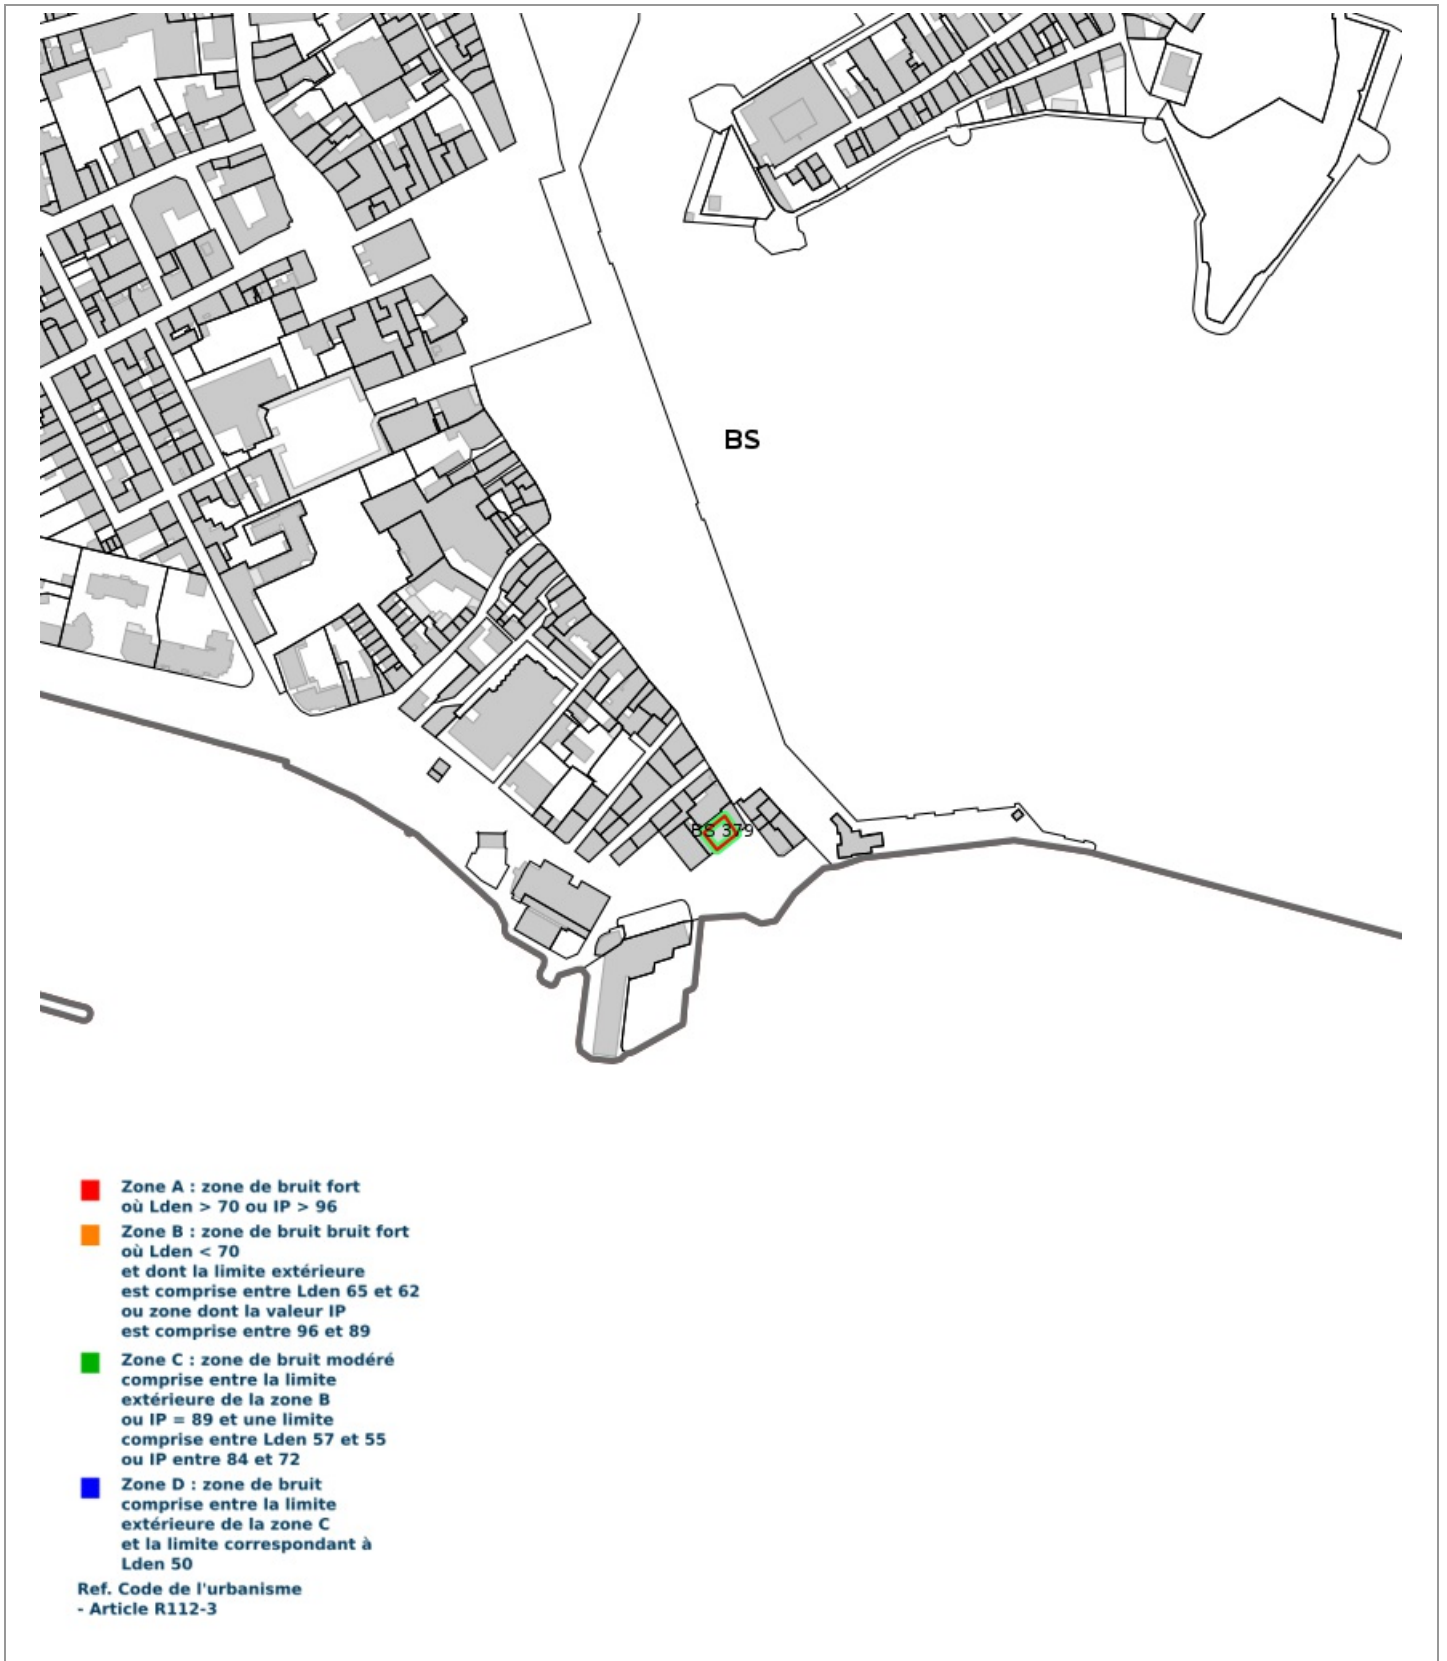 BS
BS 379
Zone A : zone de bruit fort
où Lden > 70 ou IP > 96
Zone B : zone de bruit bruit fort
où Lden < 70
et dont la limite extérieure
est comprise entre Lden 65 et 62
ou zone dont la valeur IP
est comprise entre 96 et 89
Zone C : zone de bruit modéré
comprise entre la limite
extérieure de la zone B
ou IP = 89 et une limite
comprise entre Lden 57 et 55
ou IP entre 84 et 72
Zone D : zone de bruit
comprise entre la limite
extérieure de la zone C
et la limite correspondant à
Lden 50
Ref. Code de l'urbanisme
- Article R112-3